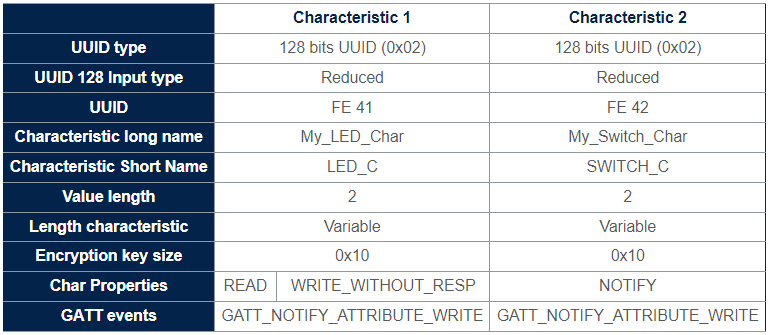 Characteristic 1 Characteristic 2
UUID type 128 bits UUID (0x02) 128 bits UUID (0x02)
UUID 128 Input type Reduced Reduced
UUID FE 41 FE 42
Characteristic long name My_LED_Char My_Switch_Char
Characteristic Short Name LED_C SWITCH_C
Value length 2 2
Length characteristic Variable Variable
Encryption key size 0x10 0x10
Char Properties READ WRITE_WITHOUT_RESP NOTIFY
GATT events GATT_NOTIFY_ATTRIBUTE_WRITE GATT_NOTIFY_ATTRIBUTE_WRITE